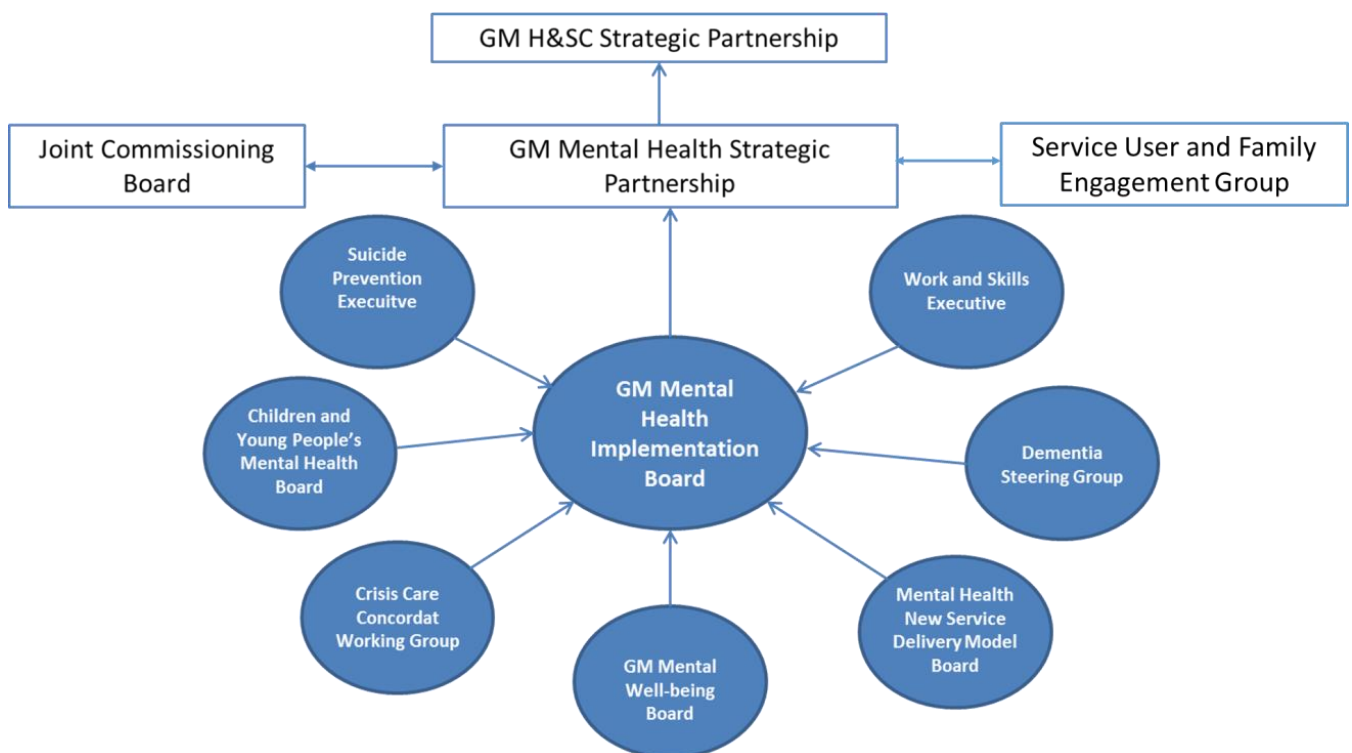 GM H&SC Strategic Partnership
Joint Commissioning
Board
GM Mental Health Strategic
Partnership
Service User and Family
Engagement Group
Suicide
Prevention
Execuitve
Work and Skills
Executive
GM Mental
Health
Implementation
Board
Children and
Young People’s
Mental Health
Board
Dementia
Steering Group
Crisis Care
Concordat
Working Group
GM Mental
Well-being
Board
Mental Health
New Service
Delivery Model
Board